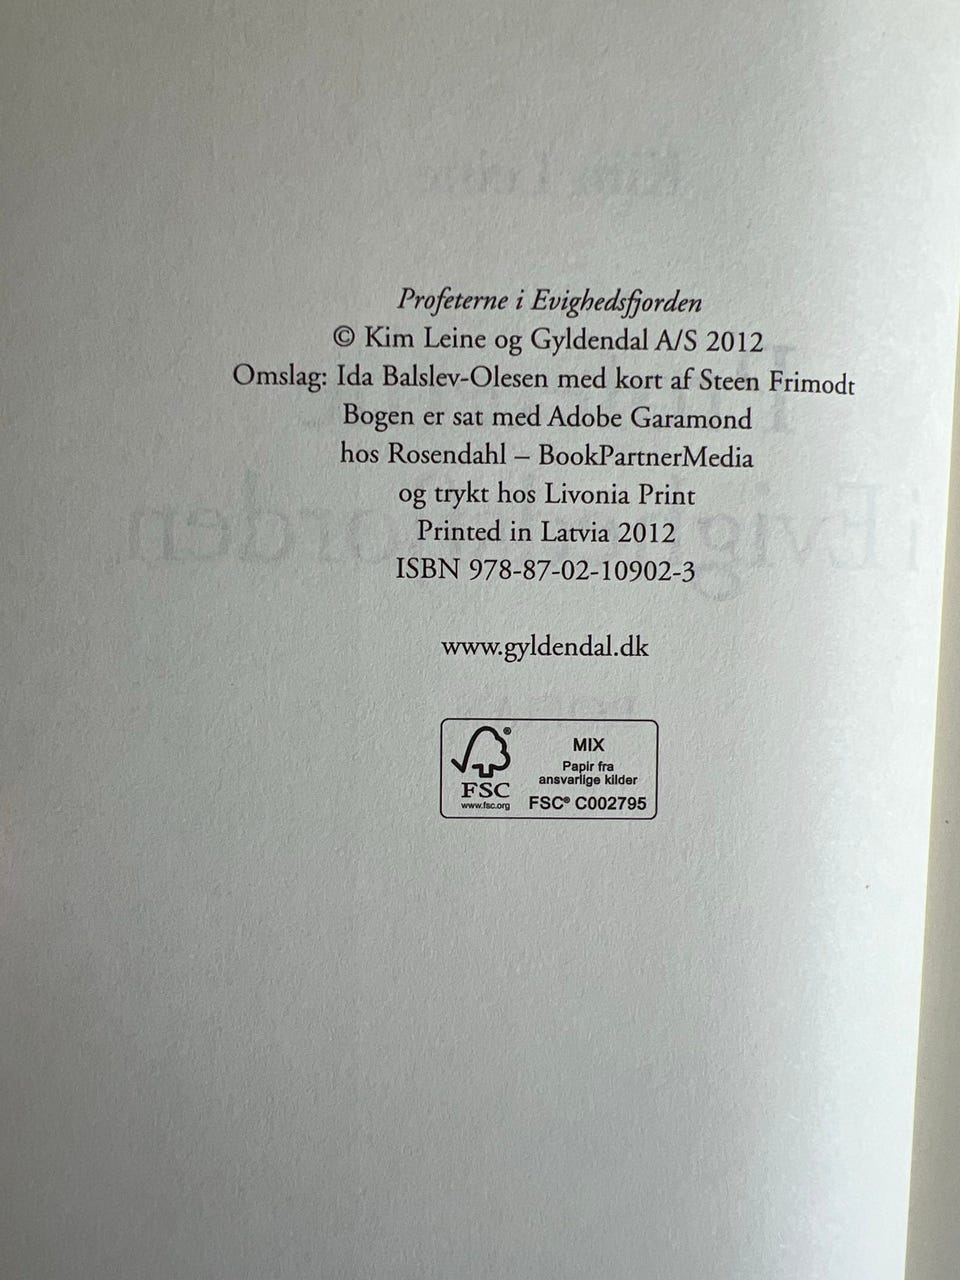 Profeterne i Evighedsfjorden
© Kim Leine og Gyldendal A/S 2012
Omslag: Ida Balslev-Olesen med kort af Steen Frimodt
Bogen er sat med Adobe Garamond
hos Rosendahl – BookPartnerMedia
og trykt hos Livonia Print
Printed in Latvia 2012
ISBN 978-87-02-10902-3
www.gyldendal.dk
FSC®
www.fsc.org
MIX
Papir fra
ansvarlige kilder
FSC® C002795